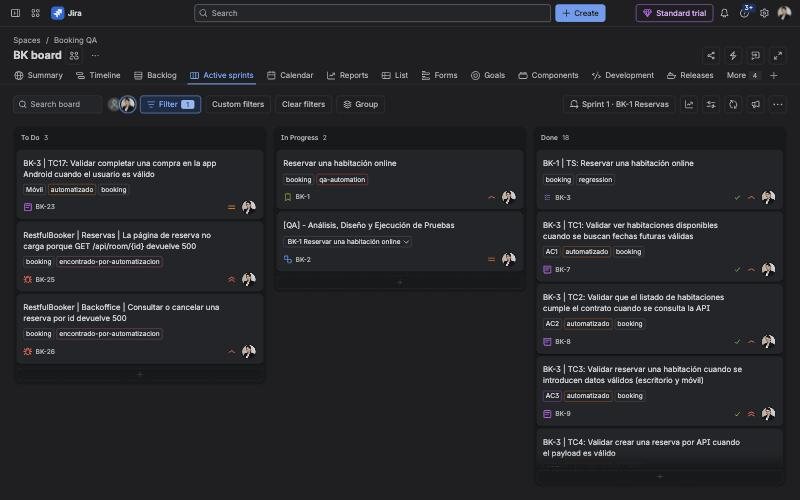 Jira
Search
+ Create
Standard trial
3+
Spaces / Booking QA
BK board
Summary
Timeline
Backlog
Active sprints
Calendar
Reports
List
Forms
Goals
Components
Development
Releases
More 4
Search board
Filter 1
Custom filters
Clear filters
Group
Sprint 1 · BK-1 Reservas
To Do 3
BK-3 | TC17: Validar completar una compra en la app
Android cuando el usuario es válido
Móvil automatizado booking
BK-23
RestfulBooker | Reservas | La página de reserva no
carga porque GET /api/room/{id} devuelve 500
booking encontrado-por-automatizacion
BK-25
RestfulBooker | Backoffice | Consultar o cancelar una
reserva por id devuelve 500
booking encontrado-por-automatizacion
BK-26
In Progress 2
Reservar una habitación online
booking qa-automation
BK-1
[QA] - Análisis, Diseño y Ejecución de Pruebas
BK-1 Reservar una habitación online
BK-2
Done 18
BK-1 | TS: Reservar una habitación online
booking regression
BK-3
BK-3 | TC1: Validar ver habitaciones disponibles
cuando se buscan fechas futuras válidas
AC1 automatizado booking
BK-7
BK-3 | TC2: Validar que el listado de habitaciones
cumple el contrato cuando se consulta la API
AC2 automatizado booking
BK-8
BK-3 | TC3: Validar reservar una habitación cuando se
introducen datos válidos (escritorio y móvil)
AC3 automatizado booking
BK-9
BK-3 | TC4: Validar crear una reserva por API cuando
el payload es válido